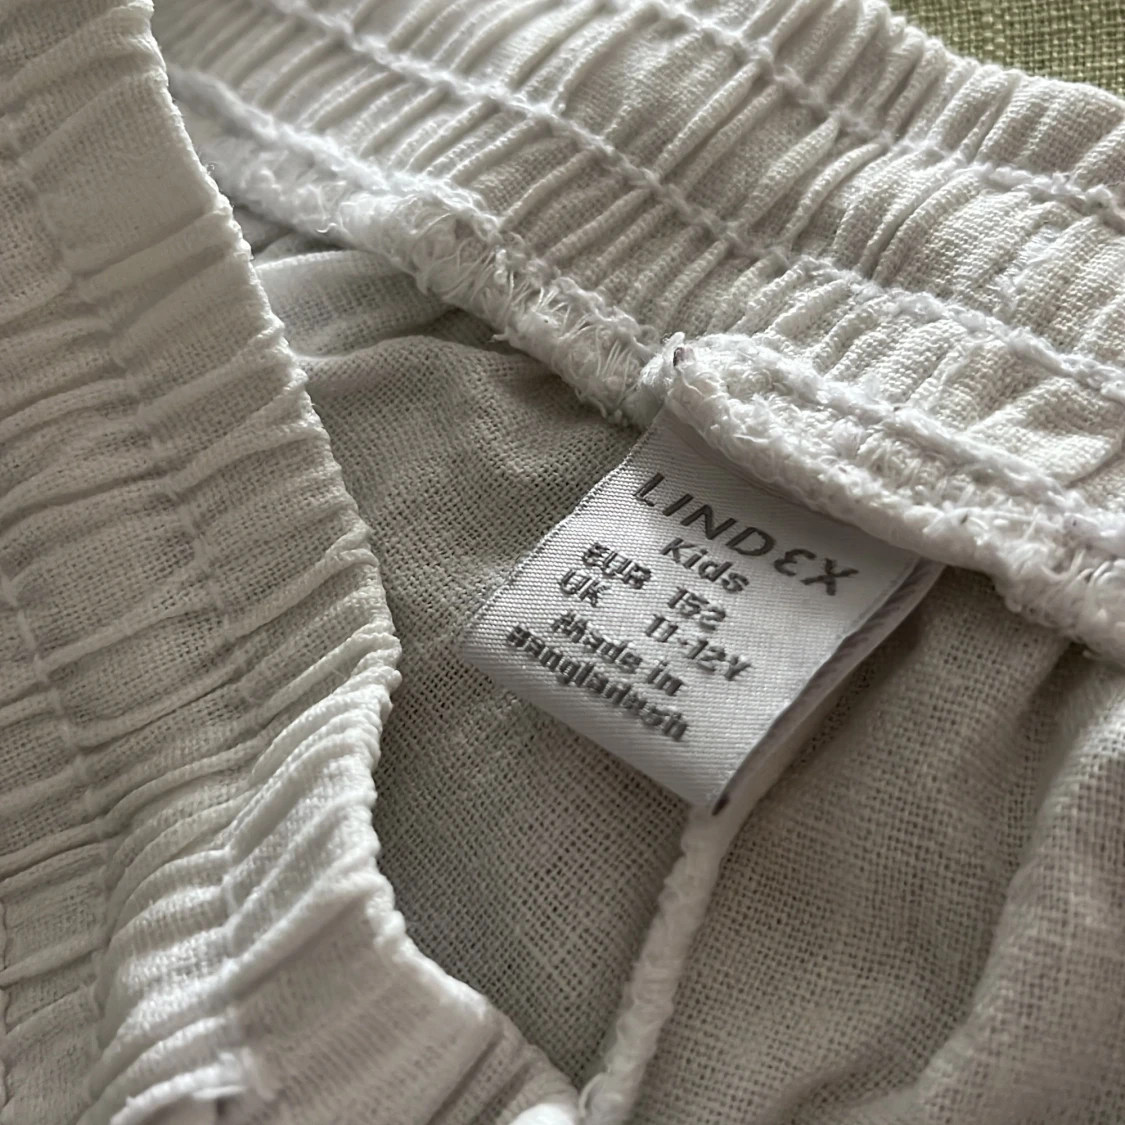 LINDEX
Kids
EUR 152
UK 11-12Y
Made in
Bangladesh